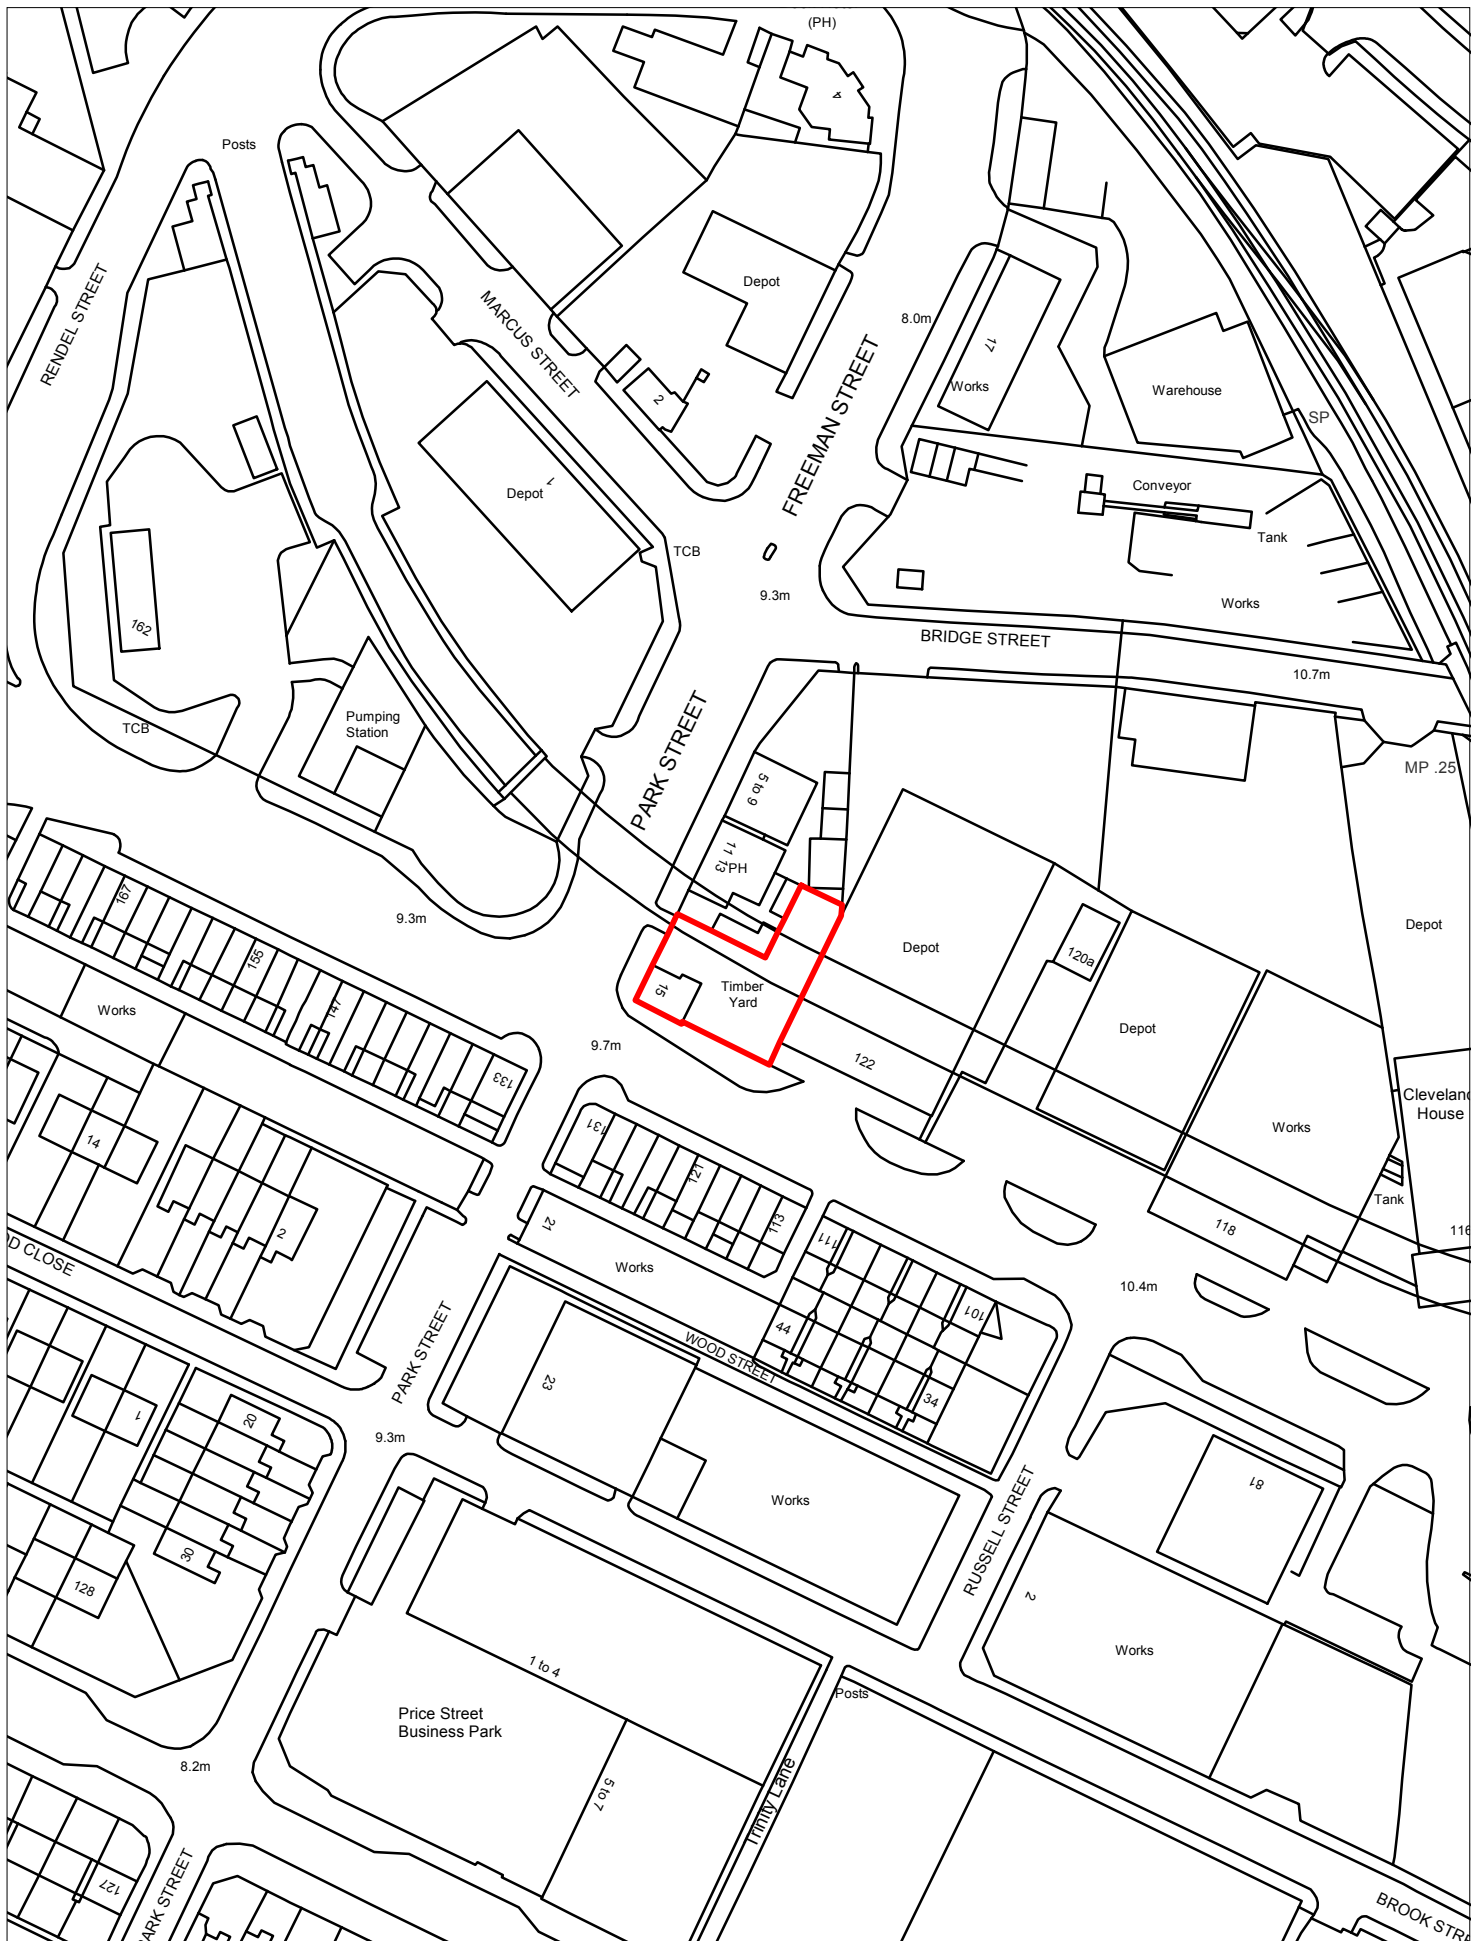 (PH)
4
Posts
RENDEL STREET
MARCUS STREET
Depot
8.0m
17
Works
Warehouse
SP
2
FREEMAN STREET
Depot
1
Conveyor
Tank
TCB
9.3m
Works
162
BRIDGE STREET
10.7m
TCB
Pumping
Station
PARK STREET
5 to 9
MP .25
11 13
PH
167
9.3m
Depot
Depot
155
120a
Timber
Yard
15
Works
147
9.7m
Depot
122
133
Cleveland
House
131
Works
14
121
Tank
113
118
2
21
111
116
Works
10.4m
101
44
WOOD STREET
PARK STREET
34
23
1
20
9.3m
81
Works
RUSSELL STREET
30
128
2
Works
1 to 4
Posts
Price Street
Business Park
8.2m
5 to 7
Trinity Lane
127
BROOK STRE